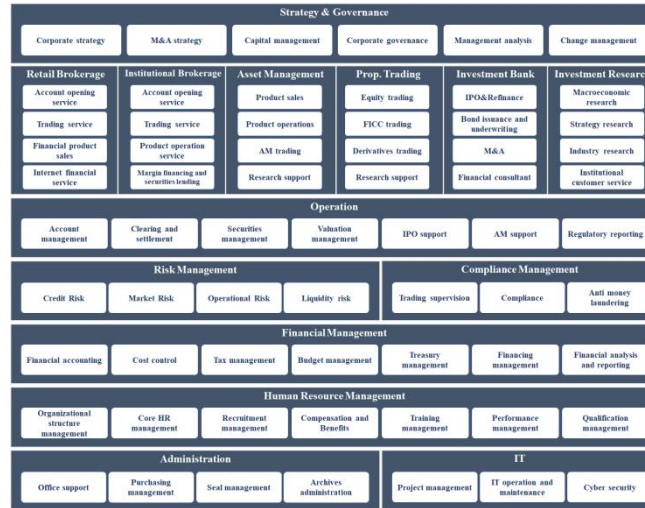 Strategy & Governance
Corporate strategy
M&A strategy
Capital management
Corporate governance
Management analysis
Change management
Retail Brokerage
Account opening
service
Trading service
Financial product
sales
Internet financial
service
Institutional Brokerage
Account opening
service
Trading service
Product operation
service
Margin financing and
securities lending
Asset Management
Product sales
Product operations
AM trading
Research support
Prop. Trading
Equity trading
FICC trading
Derivatives trading
Research support
Investment Bank
IPO&Refinance
Bond issuance and
underwriting
M&A
Financial consultant
Investment Research
Macroeconomic
research
Strategy research
Industry research
Institutional
customer service
Operation
Account
management
Clearing and
settlement
Securities
management
Valuation
management
IPO support
AM support
Regulatory reporting
Risk Management
Credit Risk
Market Risk
Operational Risk
Liquidity risk
Compliance Management
Trading supervision
Compliance
Anti money
laundering
Financial Management
Financial accounting
Cost control
Tax management
Budget management
Treasury
management
Financing
management
Financial analysis
and reporting
Human Resource Management
Organizational
structure
management
Core HR
management
Recruitment
management
Compensation and
Benefits
Training
management
Performance
management
Qualification
management
Administration
Office support
Purchasing
management
Seal management
Archives
administration
IT
Project management
IT operation and
maintenance
Cyber security